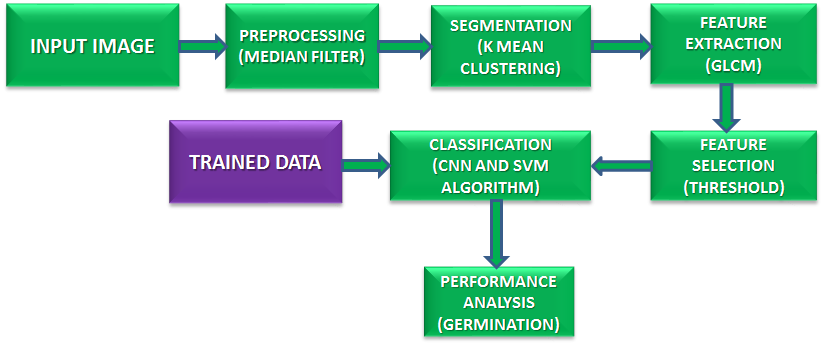 INPUT IMAGE
PREPROCESSING
(MEDIAN FILTER)
SEGMENTATION
(K MEAN
CLUSTERING)
FEATURE
EXTRACTION
(GLCM)
TRAINED DATA
CLASSIFICATION
(CNN AND SVM
ALGORITHM)
FEATURE
SELECTION
(THRESHOLD)
PERFORMANCE
ANALYSIS
(GERMINATION)